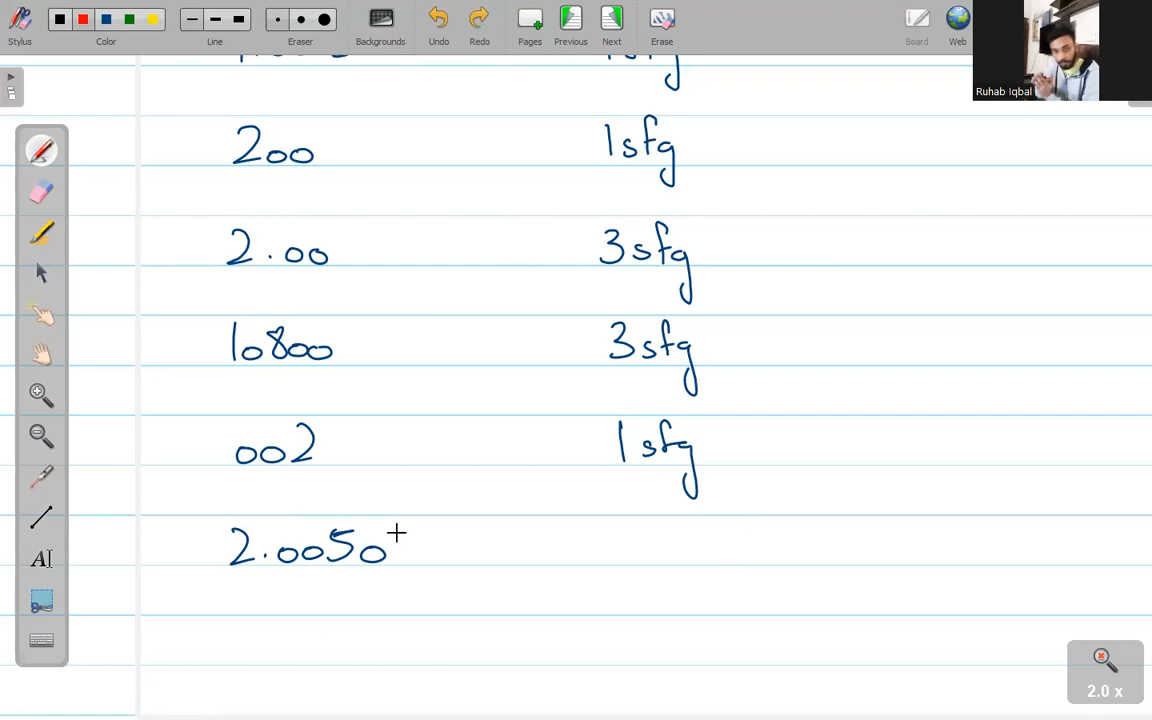 Stylus Color Line Eraser Backgrounds Undo Redo Pages Previous Next Erase Board Web
Ruhab Iqbal
200 1sfg
2.00 3sfg
10800 3sfg
002 1sfg
2.0050
2.0 x